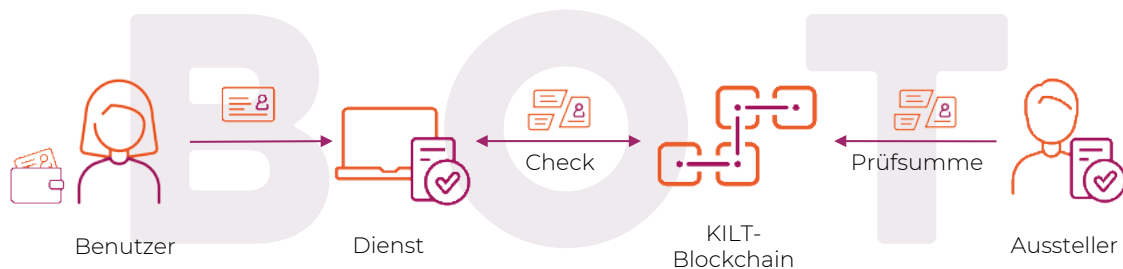 BOT
Check
Prüfsumme
Benutzer
Dienst
KILT-
Blockchain
Aussteller